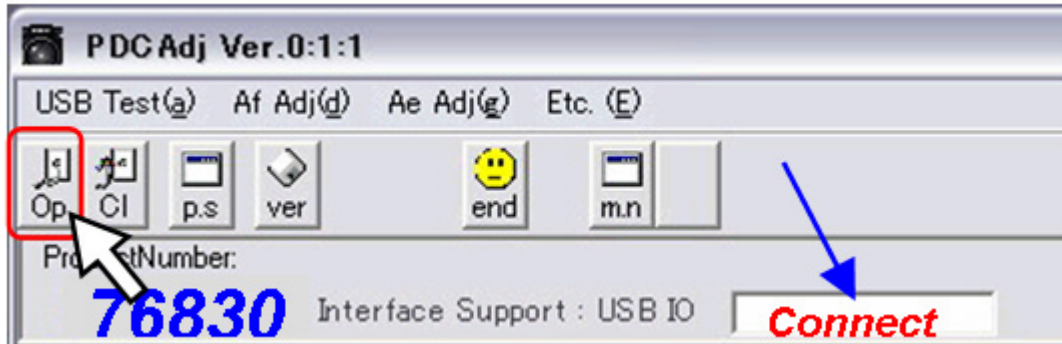 PDCAdj Ver.0:1:1
USB Test(a) Af Adj(d) Ae Adj(g) Etc. (E)
Op Cl p.s ver end m.n
Number:
76830 Interface Support : USB IO Connect